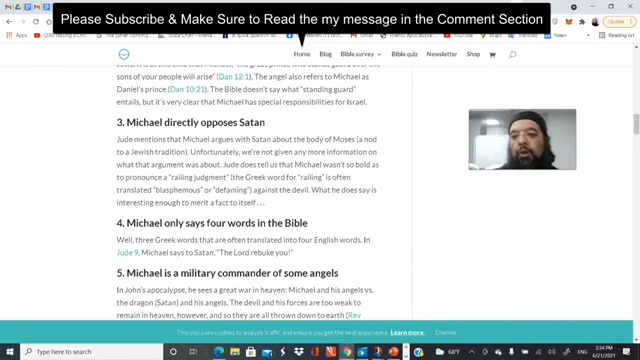 Please Subscribe & Make Sure to Read the my message in the Comment Section
Home Blog Bible survey Bible quiz Newsletter Shop
the sons of your people will arise" (Dan 12:1). The angel also refers to Michael as
Daniel's prince (Dan 10:21). The Bible doesn't say what "standing guard"
entails, but it's very clear that Michael has special responsibilities for Israel.
3. Michael directly opposes Satan
Jude mentions that Michael argues with Satan about the body of Moses (a nod
to a Jewish tradition). Unfortunately, we're not given any more information on
what that argument was about. Jude does tell us that Michael wasn't so bold as
to pronounce a "railing judgment" (the Greek word for "railing" is often
translated "blasphemous" or "defaming") against the devil. What he does say is
interesting enough to merit a fact to itself . . .
4. Michael only says four words in the Bible
Well, three Greek words that are often translated into four English words. In
Jude 9, Michael says to Satan, "The Lord rebuke you!"
5. Michael is a military commander of some angels
In John's apocalypse, he sees a great war in heaven: Michael and his angels vs.
the dragon (Satan) and his angels. The devil and his forces are too weak to
remain in heaven, however, and so they are all thrown down to earth (Rev
This site uses cookies to analyze traffic and ensure you get the best experience. Learn more. Dismiss
Type here to search
68°F
ENG
3:34 PM
6/21/2021
Update
Reading list